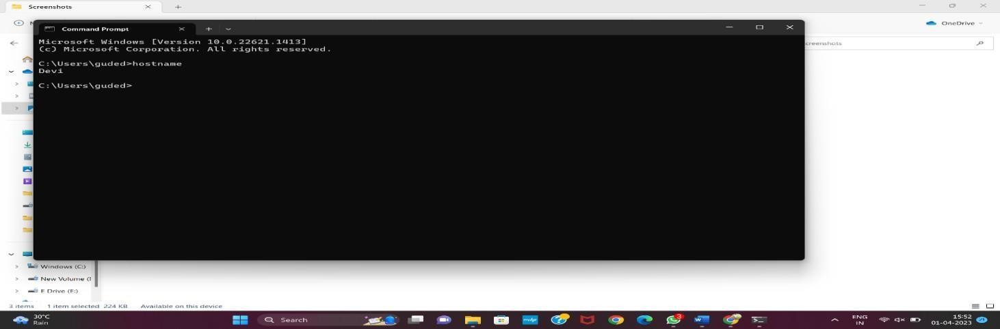 Screenshots
OneDrive
Command Prompt
Microsoft Windows [Version 10.0.22621.1413]
(c) Microsoft Corporation. All rights reserved.
creenshots
C:\Users\guded>hostname
Devi
C:\Users\guded>
Windows (C:)
New Volume (
E Drive (E:)
3 items 1 item selected 224 KB Available on this device
30°C
Rain
Search
myhp
3
ENG
IN
15:52
01-04-2023